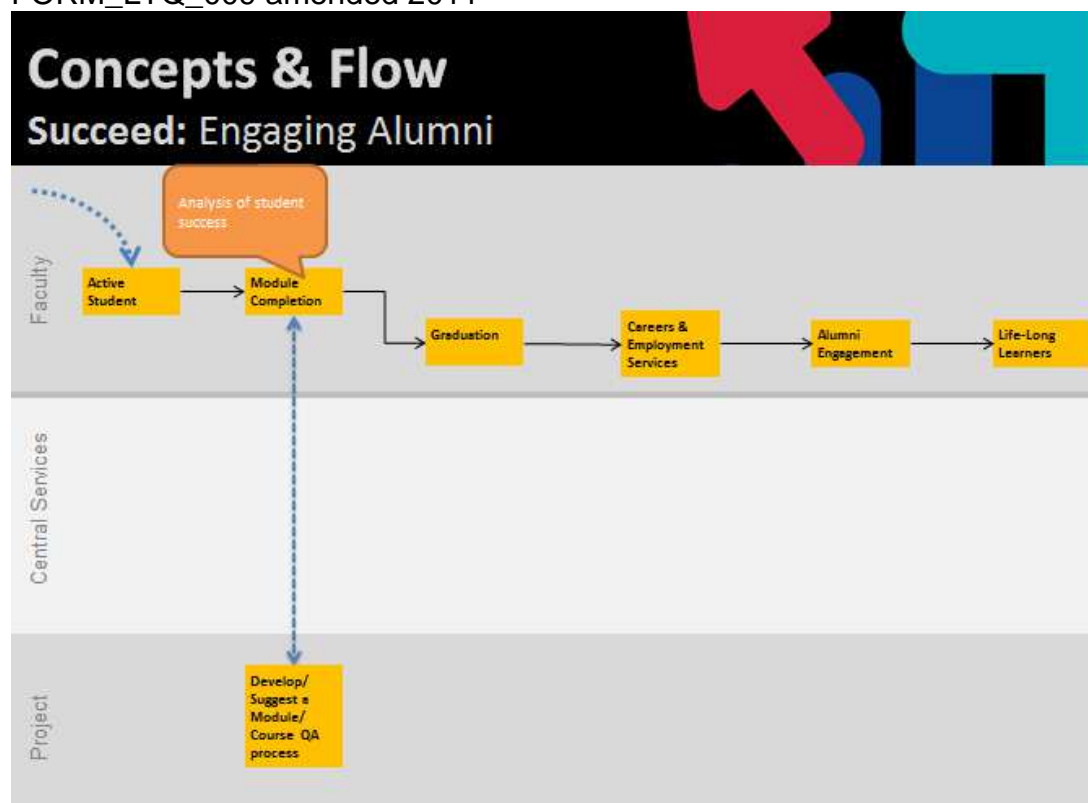 Concepts & Flow
Succeed: Engaging Alumni
Analysis of student
success
Faculty
Active
Student
Module
Completion
Graduation
Careers &
Employment
Services
Alumni
Engagement
Life-Long
Learners
Central Services
Project
Develop/
Suggest a
Module/
Course QA
process